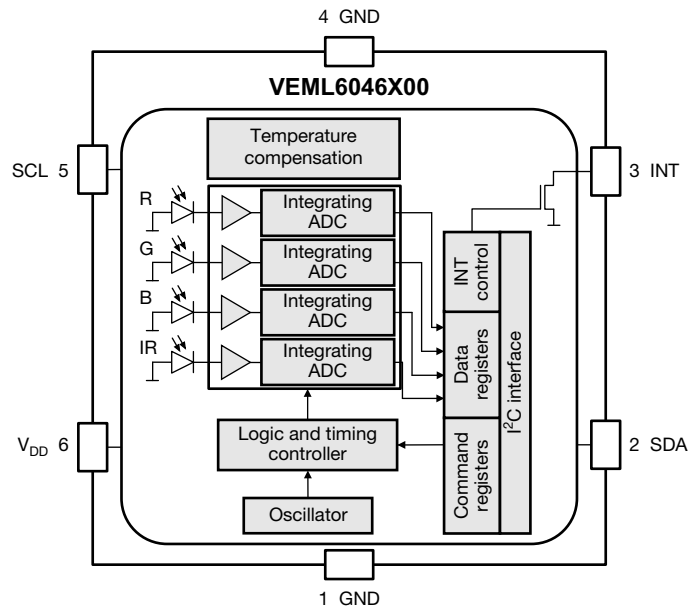 4 GND
VEML6046X00
Temperature
compensation
SCL 5
3 INT
R
Integrating
ADC
G
Integrating
ADC
B
Integrating
ADC
IR
Integrating
ADC
INT
control
Data
registers
I²C interface
Command
registers
Logic and timing
controller
Oscillator
VDD 6
2 SDA
1 GND